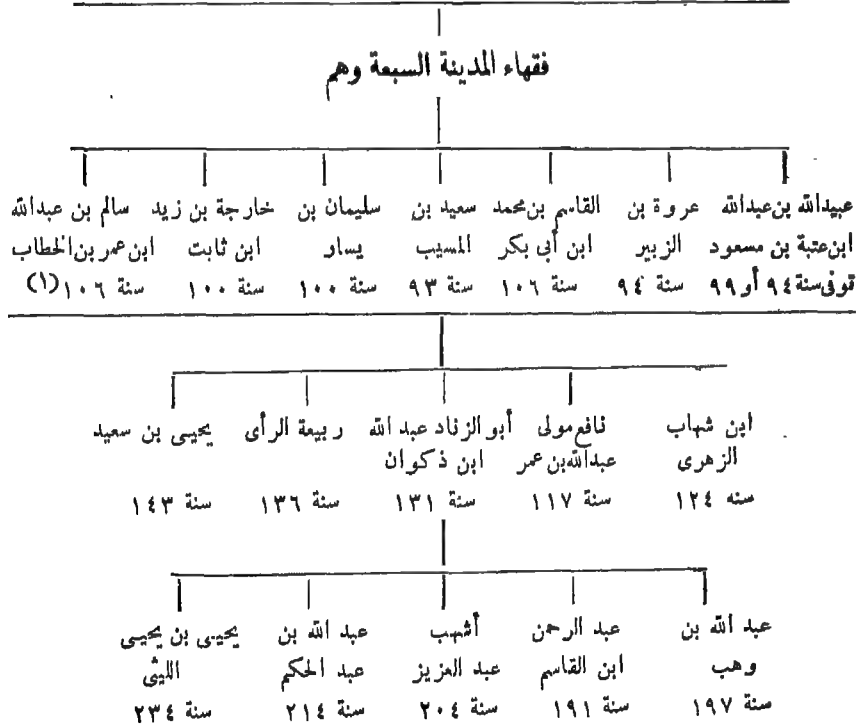 فقهاء المدينة السبعة وهم
عبيدالله بن عبدالله عروة بن القاسم بن محمد سعيد بن سليمان بن خارجة بن زيد سالم بن عبدالله
ابن عتبة بن مسعود الزبير ابن أبى بكر المسيب يسار ابن ثابت ابن عمر بن الخطاب
توفى سنة ٩٤ أو ٩٩ سنة ٩٤ سنة ١٠٦ سنة ٩٣ سنة ١٠٠ سنة ١٠٠ سنة ١٠٦ (١)
ابن شهاب نافع مولى أبو الزناد عبد الله ربيعة الرأى يحيى بن سعيد
الزهرى عبدالله بن عمر ابن ذكوان
سنه ١٢٤ سنة ١١٧ سنة ١٣١ سنة ١٣٦ سنة ١٤٣
عبد الله بن عبد الرحمن أشهب عبد الله بن يحيى بن يحيى
وهب ابن القاسم عبد العزيز عبد الحكم الليثى
سنة ١٩٧ سنة ١٩١ سنة ٢٠٤ سنة ٢١٤ سنة ٢٣٤